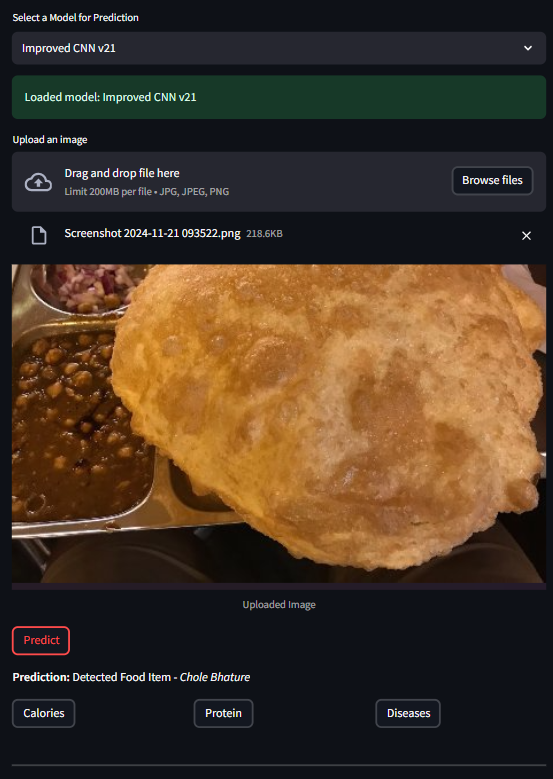 Select a Model for Prediction
Improved CNN v21
Loaded model: Improved CNN v21
Upload an image
Drag and drop file here
Limit 200MB per file • JPG, JPEG, PNG
Browse files
Screenshot 2024-11-21 093522.png 218.6KB
Uploaded Image
Predict
Prediction: Detected Food Item - Chole Bhature
Calories
Protein
Diseases